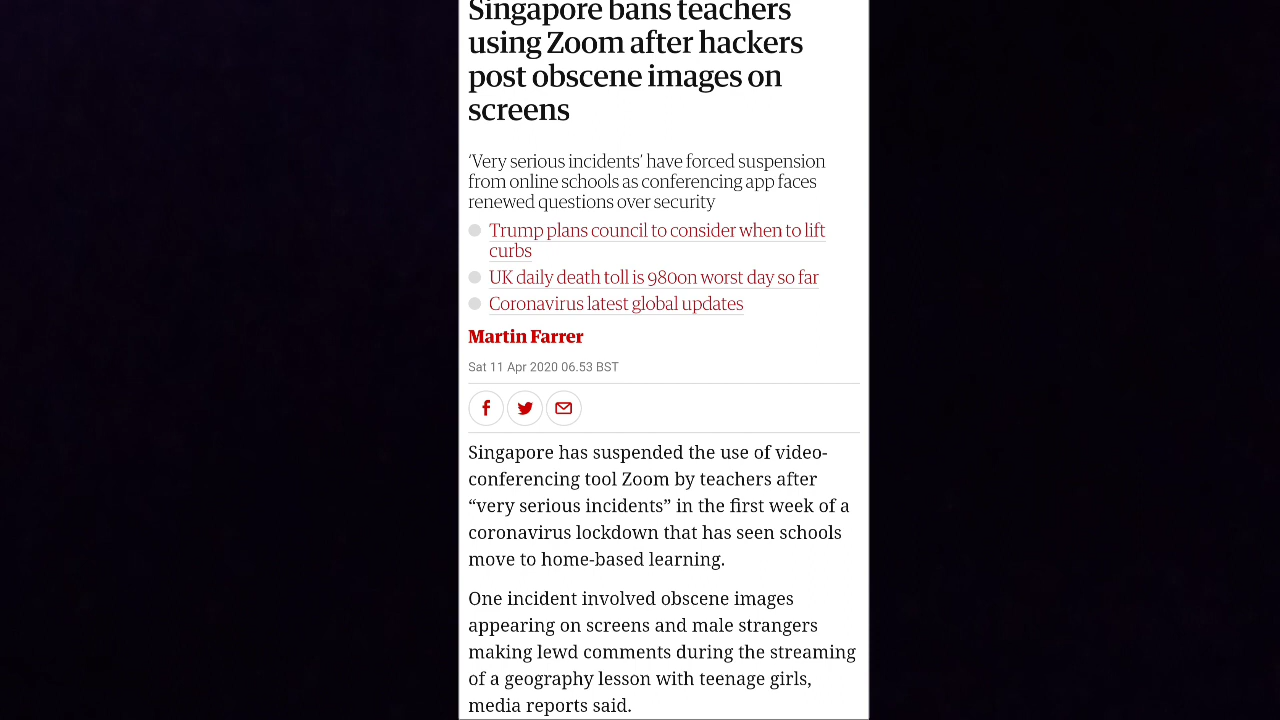 Singapore bans teachers
using Zoom after hackers
post obscene images on
screens
‘Very serious incidents’ have forced suspension
from online schools as conferencing app faces
renewed questions over security
Trump plans council to consider when to lift
curbs
UK daily death toll is 980on worst day so far
Coronavirus latest global updates
Martin Farrer
Sat 11 Apr 2020 06.53 BST
Singapore has suspended the use of video-
conferencing tool Zoom by teachers after
“very serious incidents” in the first week of a
coronavirus lockdown that has seen schools
move to home-based learning.
One incident involved obscene images
appearing on screens and male strangers
making lewd comments during the streaming
of a geography lesson with teenage girls,
media reports said.